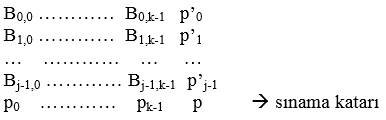 B0,0 ………… B0,k-1 p’0
B1,0 ………… B1,k-1 p’1
… ………… … …
Bj-1,0 ………… Bj-1,k-1 p’j-1
p0 ………… pk-1 p → sınama katarı